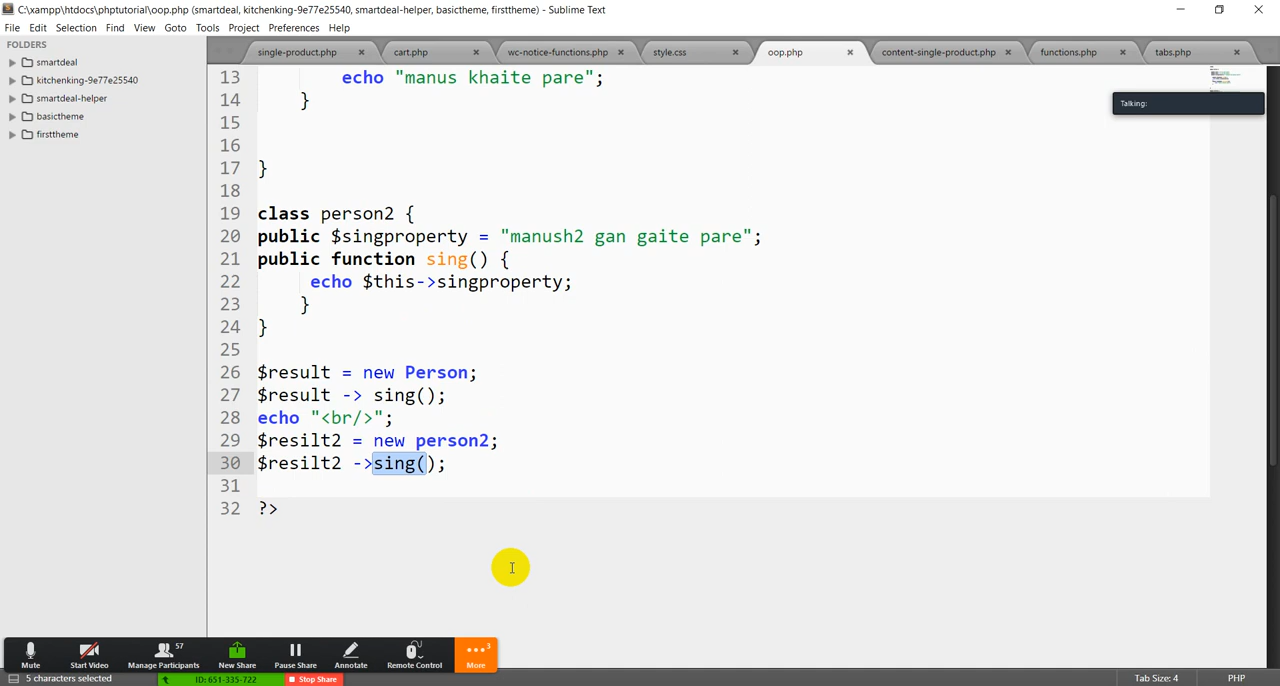 C:\xampp\htdocs\phptutorial\oop.php (smartdeal, kitchenking-9e77e25540, smartdeal-helper, basictheme, firsttheme) - Sublime Text
File Edit Selection Find View Goto Tools Project Preferences Help
FOLDERS
smartdeal
kitchenking-9e77e25540
smartdeal-helper
basictheme
firsttheme
single-product.php × cart.php × wc-notice-functions.php × style.css × oop.php × content-single-product.php × functions.php × tabs.php ×
Talking:
13 echo "manus khaite pare";
14 }
15
16
17 }
18
19 class person2 {
20 public $singproperty = "manush2 gan gaite pare";
21 public function sing() {
22 echo $this->singproperty;
23 }
24 }
25
26 $result = new Person;
27 $result -> sing();
28 echo "<br/>";
29 $resilt2 = new person2;
30 $resilt2 ->sing();
31
32 ?>
Mute Start Video Manage Participants 57 New Share Pause Share Annotate Remote Control More 3
5 characters selected ID: 651-335-722 Stop Share Tab Size: 4 PHP